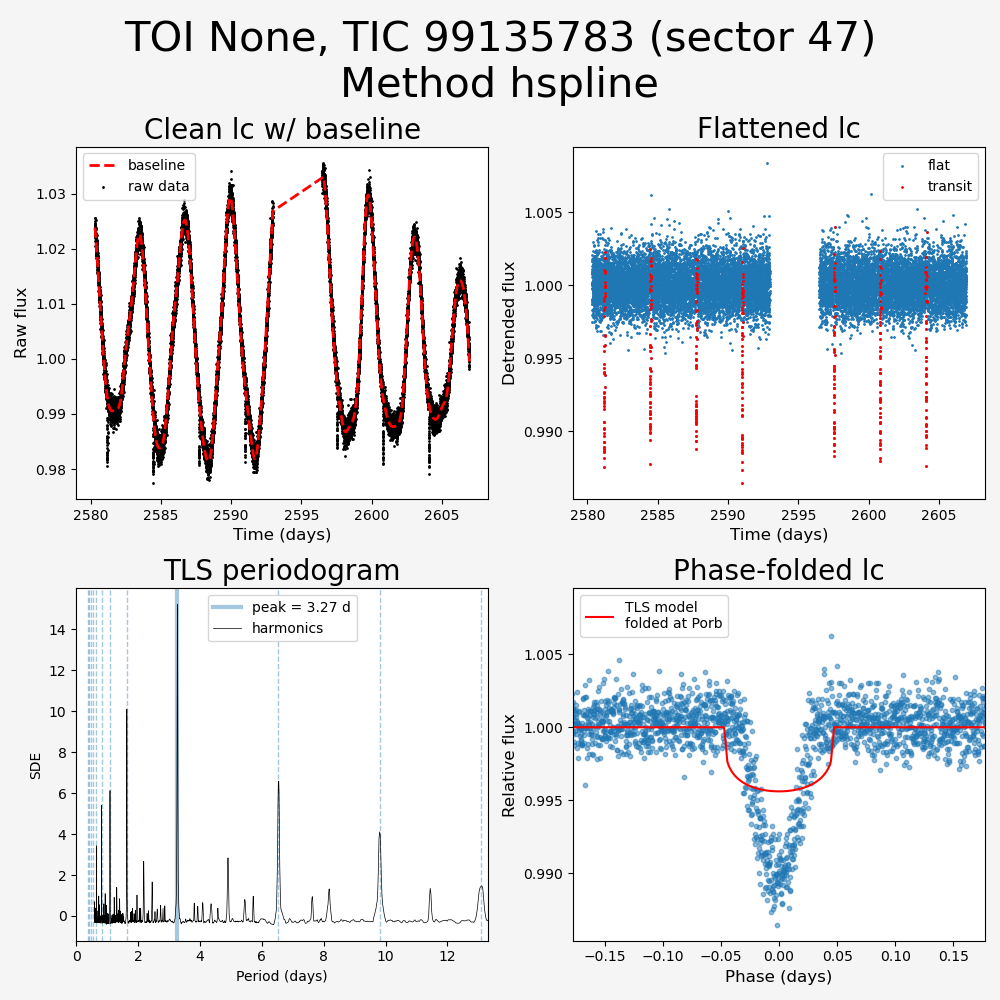 TOI None, TIC 99135783 (sector 47)
Method hspline
Clean lc w/ baseline
baseline
raw data
1.03
1.02
1.01
1.00
0.99
0.98
Raw flux
2580 2585 2590 2595 2600 2605
Time (days)
Flattened lc
flat
transit
1.005
1.000
0.995
0.990
Detrended flux
2580 2585 2590 2595 2600 2605
Time (days)
TLS periodogram
peak = 3.27 d
harmonics
14
12
10
8
6
4
2
0
SDE
0 2 4 6 8 10 12
Period (days)
Phase-folded lc
TLS model
folded at Porb
1.005
1.000
0.995
0.990
Relative flux
−0.15 −0.10 −0.05 0.00 0.05 0.10 0.15
Phase (days)